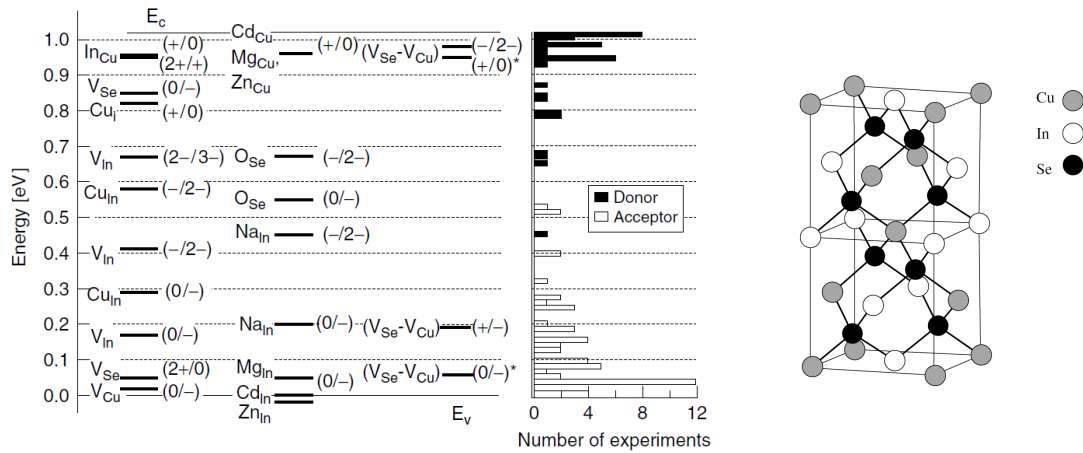 E_c
Energy [eV]
1.0
0.9
0.8
0.7
0.6
0.5
0.4
0.3
0.2
0.1
0.0
In_Cu (+/0)
(2+/+)
V_Se (0/−)
Cu_i (+/0)
V_In (2−/3−)
Cu_In (−/2−)
V_In (−/2−)
Cu_In (0/−)
V_In (0/−)
V_Se (2+/0)
V_Cu (0/−)
Cd_Cu
Mg_Cu, (+/0)
Zn_Cu
O_Se (−/2−)
O_Se (0/−)
Na_In (−/2−)
Na_In (0/−)
Mg_In
Cd_In (0/−)
Zn_In
(V_Se-V_Cu) (−/2−)
(+/0)*
(V_Se−V_Cu) (+/−)
(V_Se−V_Cu) (0/−)*
E_v
Donor
Acceptor
0 4 8 12
Number of experiments
Cu
In
Se